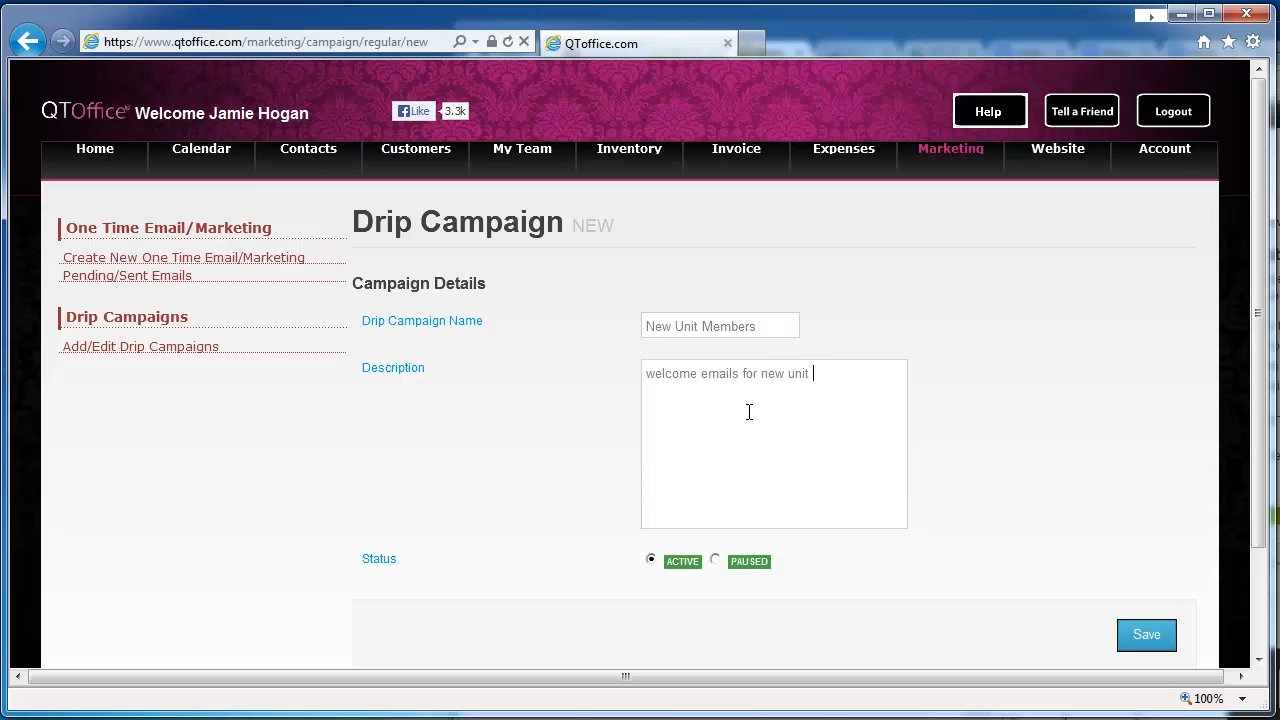 https://www.qtoffice.com/marketing/campaign/regular/new
QToffice.com
QTOffice® Welcome Jamie Hogan
Like 3.3k
Help Tell a Friend Logout
Home Calendar Contacts Customers My Team Inventory Invoice Expenses Marketing Website Account
One Time Email/Marketing
Create New One Time Email/Marketing
Pending/Sent Emails
Drip Campaigns
Add/Edit Drip Campaigns
Drip Campaign NEW
Campaign Details
Drip Campaign Name New Unit Members
Description welcome emails for new unit
Status ACTIVE PAUSED
Save
100%